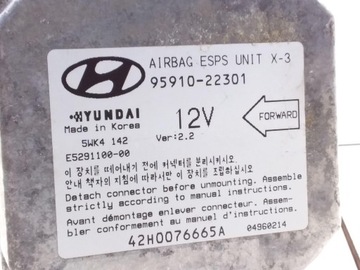 AIRBAG ESPS UNIT X-3
95910-22301
HYUNDAI
Made in Korea
12V
FORWARD
5WK4 142
Ver:2.2
E5291100-00
이 장치를 떼어내기 전에 커넥터를 분리하시오
안내 책자의 지침에 따라서만 이 장치를 조립하시오
Detach connector before unmounting. Assemble
strictly according to manual instructions.
Avant démontage enlever connecteur. Assem-
bler conformement au manuel d'instructions.
42H0076665A
04960214